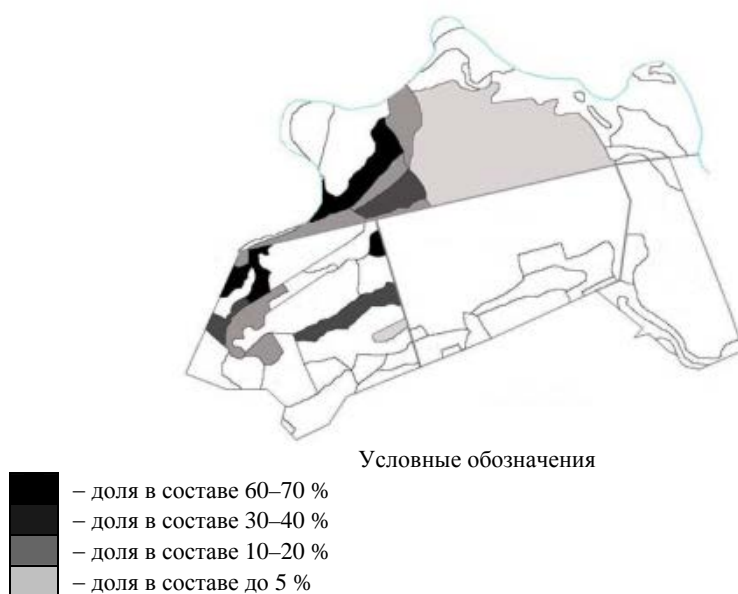 Условные обозначения
– доля в составе 60–70 %
– доля в составе 30–40 %
– доля в составе 10–20 %
– доля в составе до 5 %